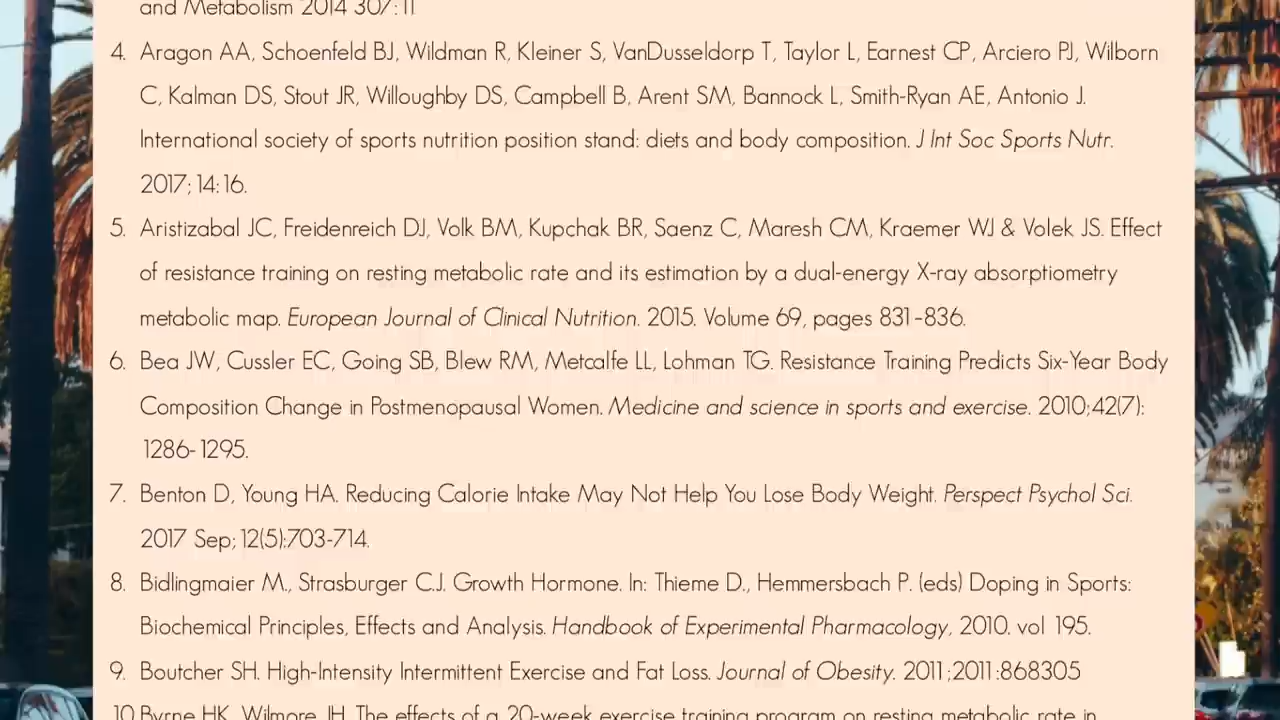 and Metabolism 2014 307:11
4. Aragon AA, Schoenfeld BJ, Wildman R, Kleiner S, VanDusseldorp T, Taylor L, Earnest CP, Arciero PJ, Wilborn
C, Kalman DS, Stout JR, Willoughby DS, Campbell B, Arent SM, Bannock L, Smith-Ryan AE, Antonio J.
International society of sports nutrition position stand: diets and body composition. J Int Soc Sports Nutr.
2017; 14:16.
5. Aristizabal JC, Freidenreich DJ, Volk BM, Kupchak BR, Saenz C, Maresh CM, Kraemer WJ & Volek JS. Effect
of resistance training on resting metabolic rate and its estimation by a dual-energy X-ray absorptiometry
metabolic map. European Journal of Clinical Nutrition. 2015. Volume 69, pages 831-836.
6. Bea JW, Cussler EC, Going SB, Blew RM, Metcalfe LL, Lohman TG. Resistance Training Predicts Six-Year Body
Composition Change in Postmenopausal Women. Medicine and science in sports and exercise. 2010;42(7):
1286-1295.
7. Benton D, Young HA. Reducing Calorie Intake May Not Help You Lose Body Weight. Perspect Psychol Sci.
2017 Sep; 12(5):703-714.
8. Bidlingmaier M., Strasburger C.J. Growth Hormone. In: Thieme D., Hemmersbach P. (eds) Doping in Sports:
Biochemical Principles, Effects and Analysis. Handbook of Experimental Pharmacology, 2010. vol 195.
9. Boutcher SH. High-Intensity Intermittent Exercise and Fat Loss. Journal of Obesity. 2011;2011:868305
10 Byrne HK, Wilmore JH. The effects of a 20-week exercise training program on resting metabolic rate in